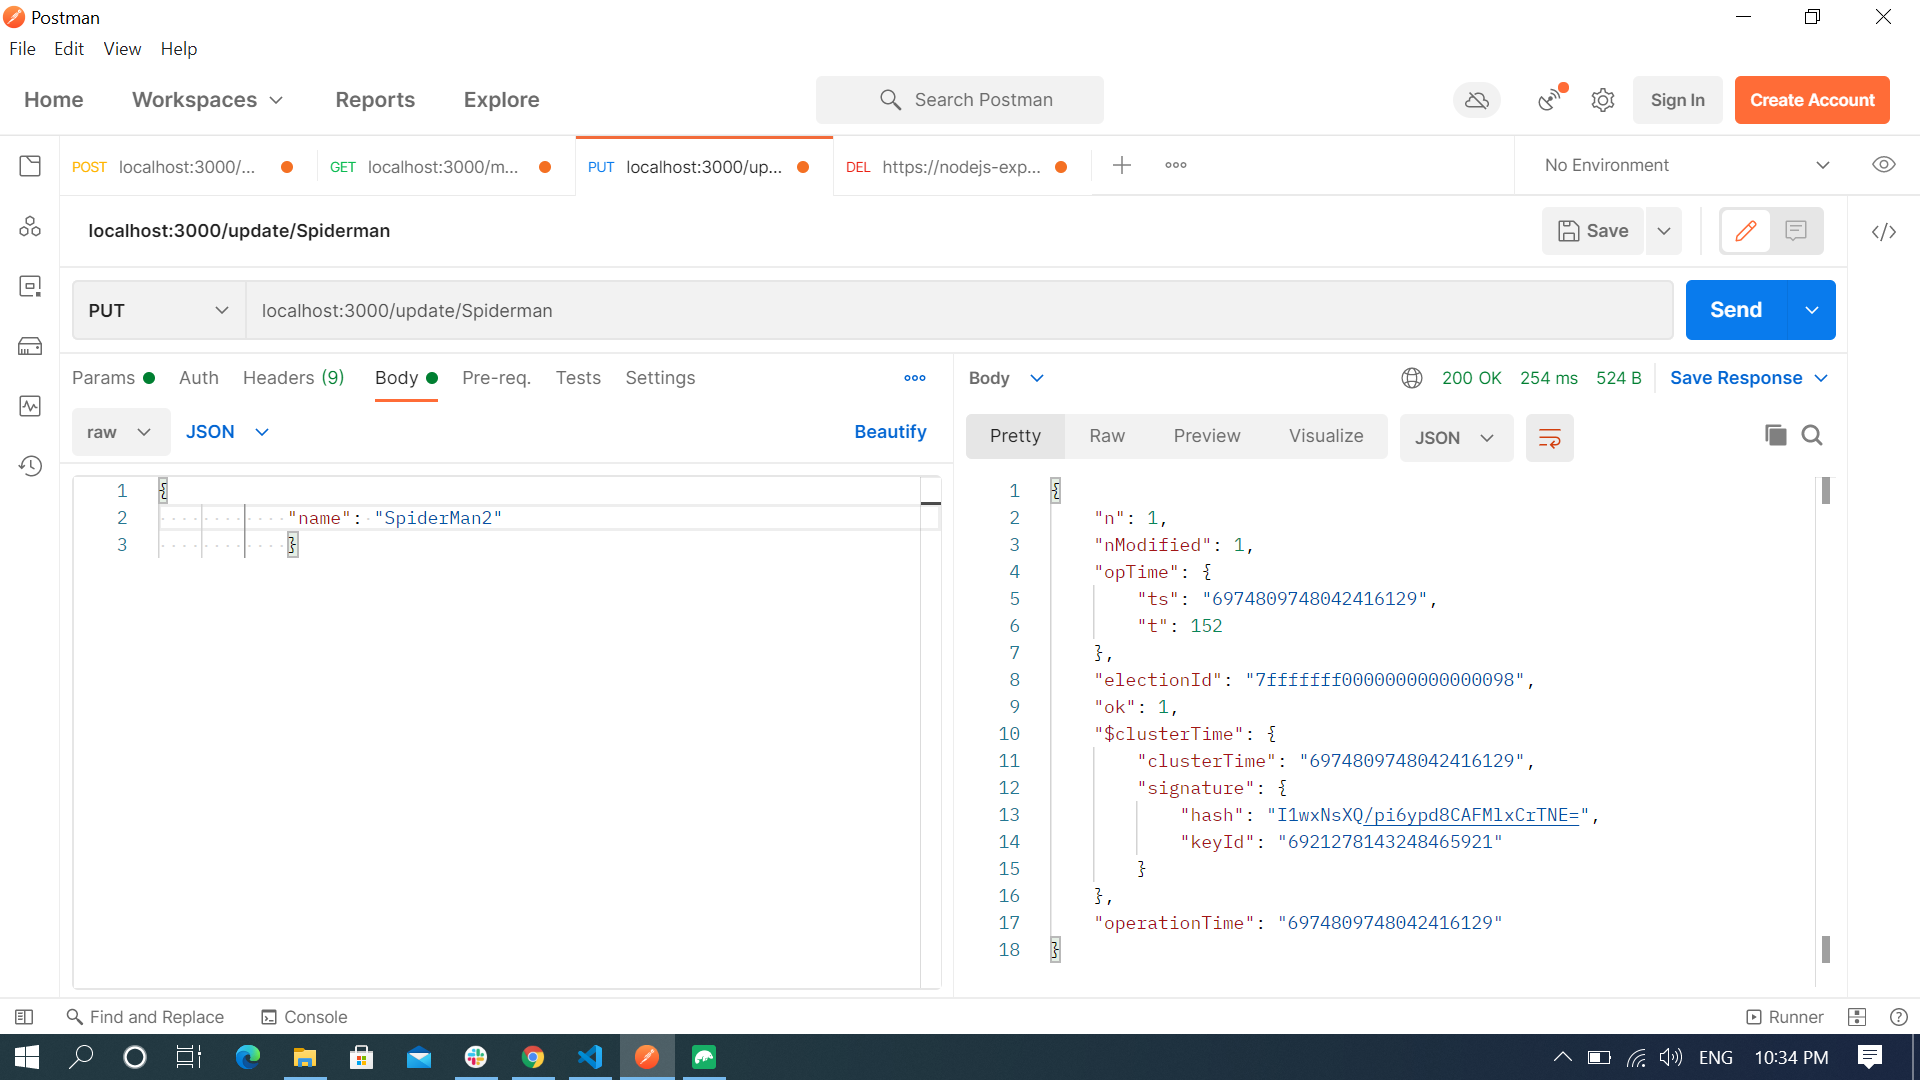 Postman
File Edit View Help
Home Workspaces Reports Explore Search Postman Sign In Create Account
POST localhost:3000/... GET localhost:3000/m... PUT localhost:3000/up... DEL https://nodejs-exp... No Environment
localhost:3000/update/Spiderman Save
PUT localhost:3000/update/Spiderman Send
Params Auth Headers (9) Body Pre-req. Tests Settings
raw JSON Beautify
1 {
2 "name": "SpiderMan2"
3 }
Body 200 OK 254 ms 524 B Save Response
Pretty Raw Preview Visualize JSON
1 {
2 "n": 1,
3 "nModified": 1,
4 "opTime": {
5 "ts": "6974809748042416129",
6 "t": 152
7 },
8 "electionId": "7fffffff0000000000000098",
9 "ok": 1,
10 "$clusterTime": {
11 "clusterTime": "6974809748042416129",
12 "signature": {
13 "hash": "I1wxNsXQ/pi6ypd8CAFMlxCrTNE=",
14 "keyId": "6921278143248465921"
15 }
16 },
17 "operationTime": "6974809748042416129"
18 }
Find and Replace Console Runner
ENG 10:34 PM